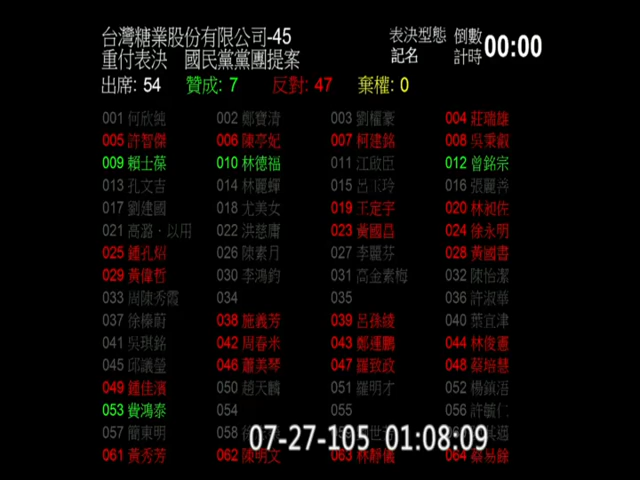 台灣糖業股份有限公司-45
重付表決 國民黨黨團提案
表決型態 記名
倒數計時 00:00
出席: 54 贊成: 7 反對: 47 棄權: 0
001 何欣純 002 鄭寶清 003 劉權豪 004 莊瑞雄
005 許智傑 006 陳亭妃 007 柯建銘 008 吳秉叡
009 賴士葆 010 林德福 011 江啟臣 012 曾銘宗
013 孔文吉 014 林麗蟬 015 呂玉玲 016 張麗善
017 劉建國 018 尤美女 019 王定宇 020 林昶佐
021 高潞．以用 022 洪慈庸 023 黃國昌 024 徐永明
025 鍾孔炤 026 陳素月 027 李麗芬 028 黃國書
029 黃偉哲 030 李鴻鈞 031 高金素梅 032 陳怡潔
033 周陳秀霞 034 035 036 許淑華
037 徐榛蔚 038 施義芳 039 呂孫綾 040 葉宜津
041 吳琪銘 042 周春米 043 鄭運鵬 044 林俊憲
045 邱議瑩 046 蕭美琴 047 羅致政 048 蔡培慧
049 鍾佳濱 050 趙天麟 051 羅明才 052 楊鎮浯
053 費鴻泰 054 055 056 許毓仁
057 簡東明 058
061 黃秀芳 062 陳明文 063 林靜儀 064 蔡易餘
07-27-105 01:08:09